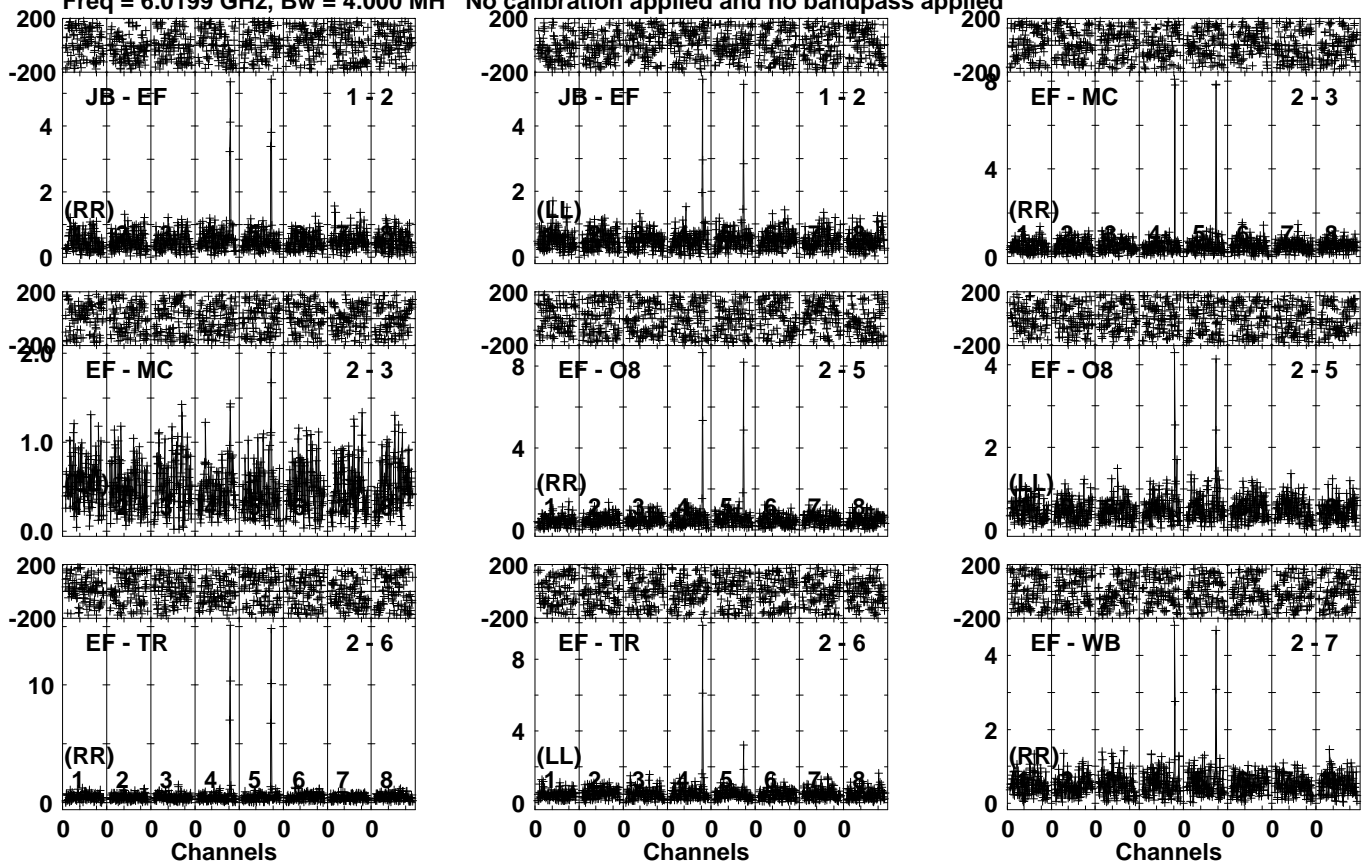 Freq = 6.0199 GHz, Bw = 4.000 MH No calibration applied and no bandpass applied
200 200 200
-200 -200 -200
JB - EF 1 - 2 JB - EF 1 - 2 EF - MC 2 - 3
4 4 8
2 2 4
(RR) (LL) (RR)
1 2 3 4 5 6 7 8
0 0 0
200 200 200
-200 -200 -200
2.0 8 4
EF - MC 2 - 3 EF - O8 2 - 5 EF - O8 2 - 5
1.0 4 2
(RR) (LL)
1 2 3 4 5 6 7 8
0.0 0 0
200 200 200
-200 -200 -200
EF - TR 2 - 6 EF - TR 2 - 6 EF - WB 2 - 7
10 8 4
4 2
(RR) (LL) (RR)
1 2 3 4 5 6 7 8 1 2 3 4 5 6 7 8
0 0 0
0 0 0 0 0 0 0 0 0 0 0 0 0 0 0 0 0 0 0 0 0 0 0 0
Channels Channels Channels